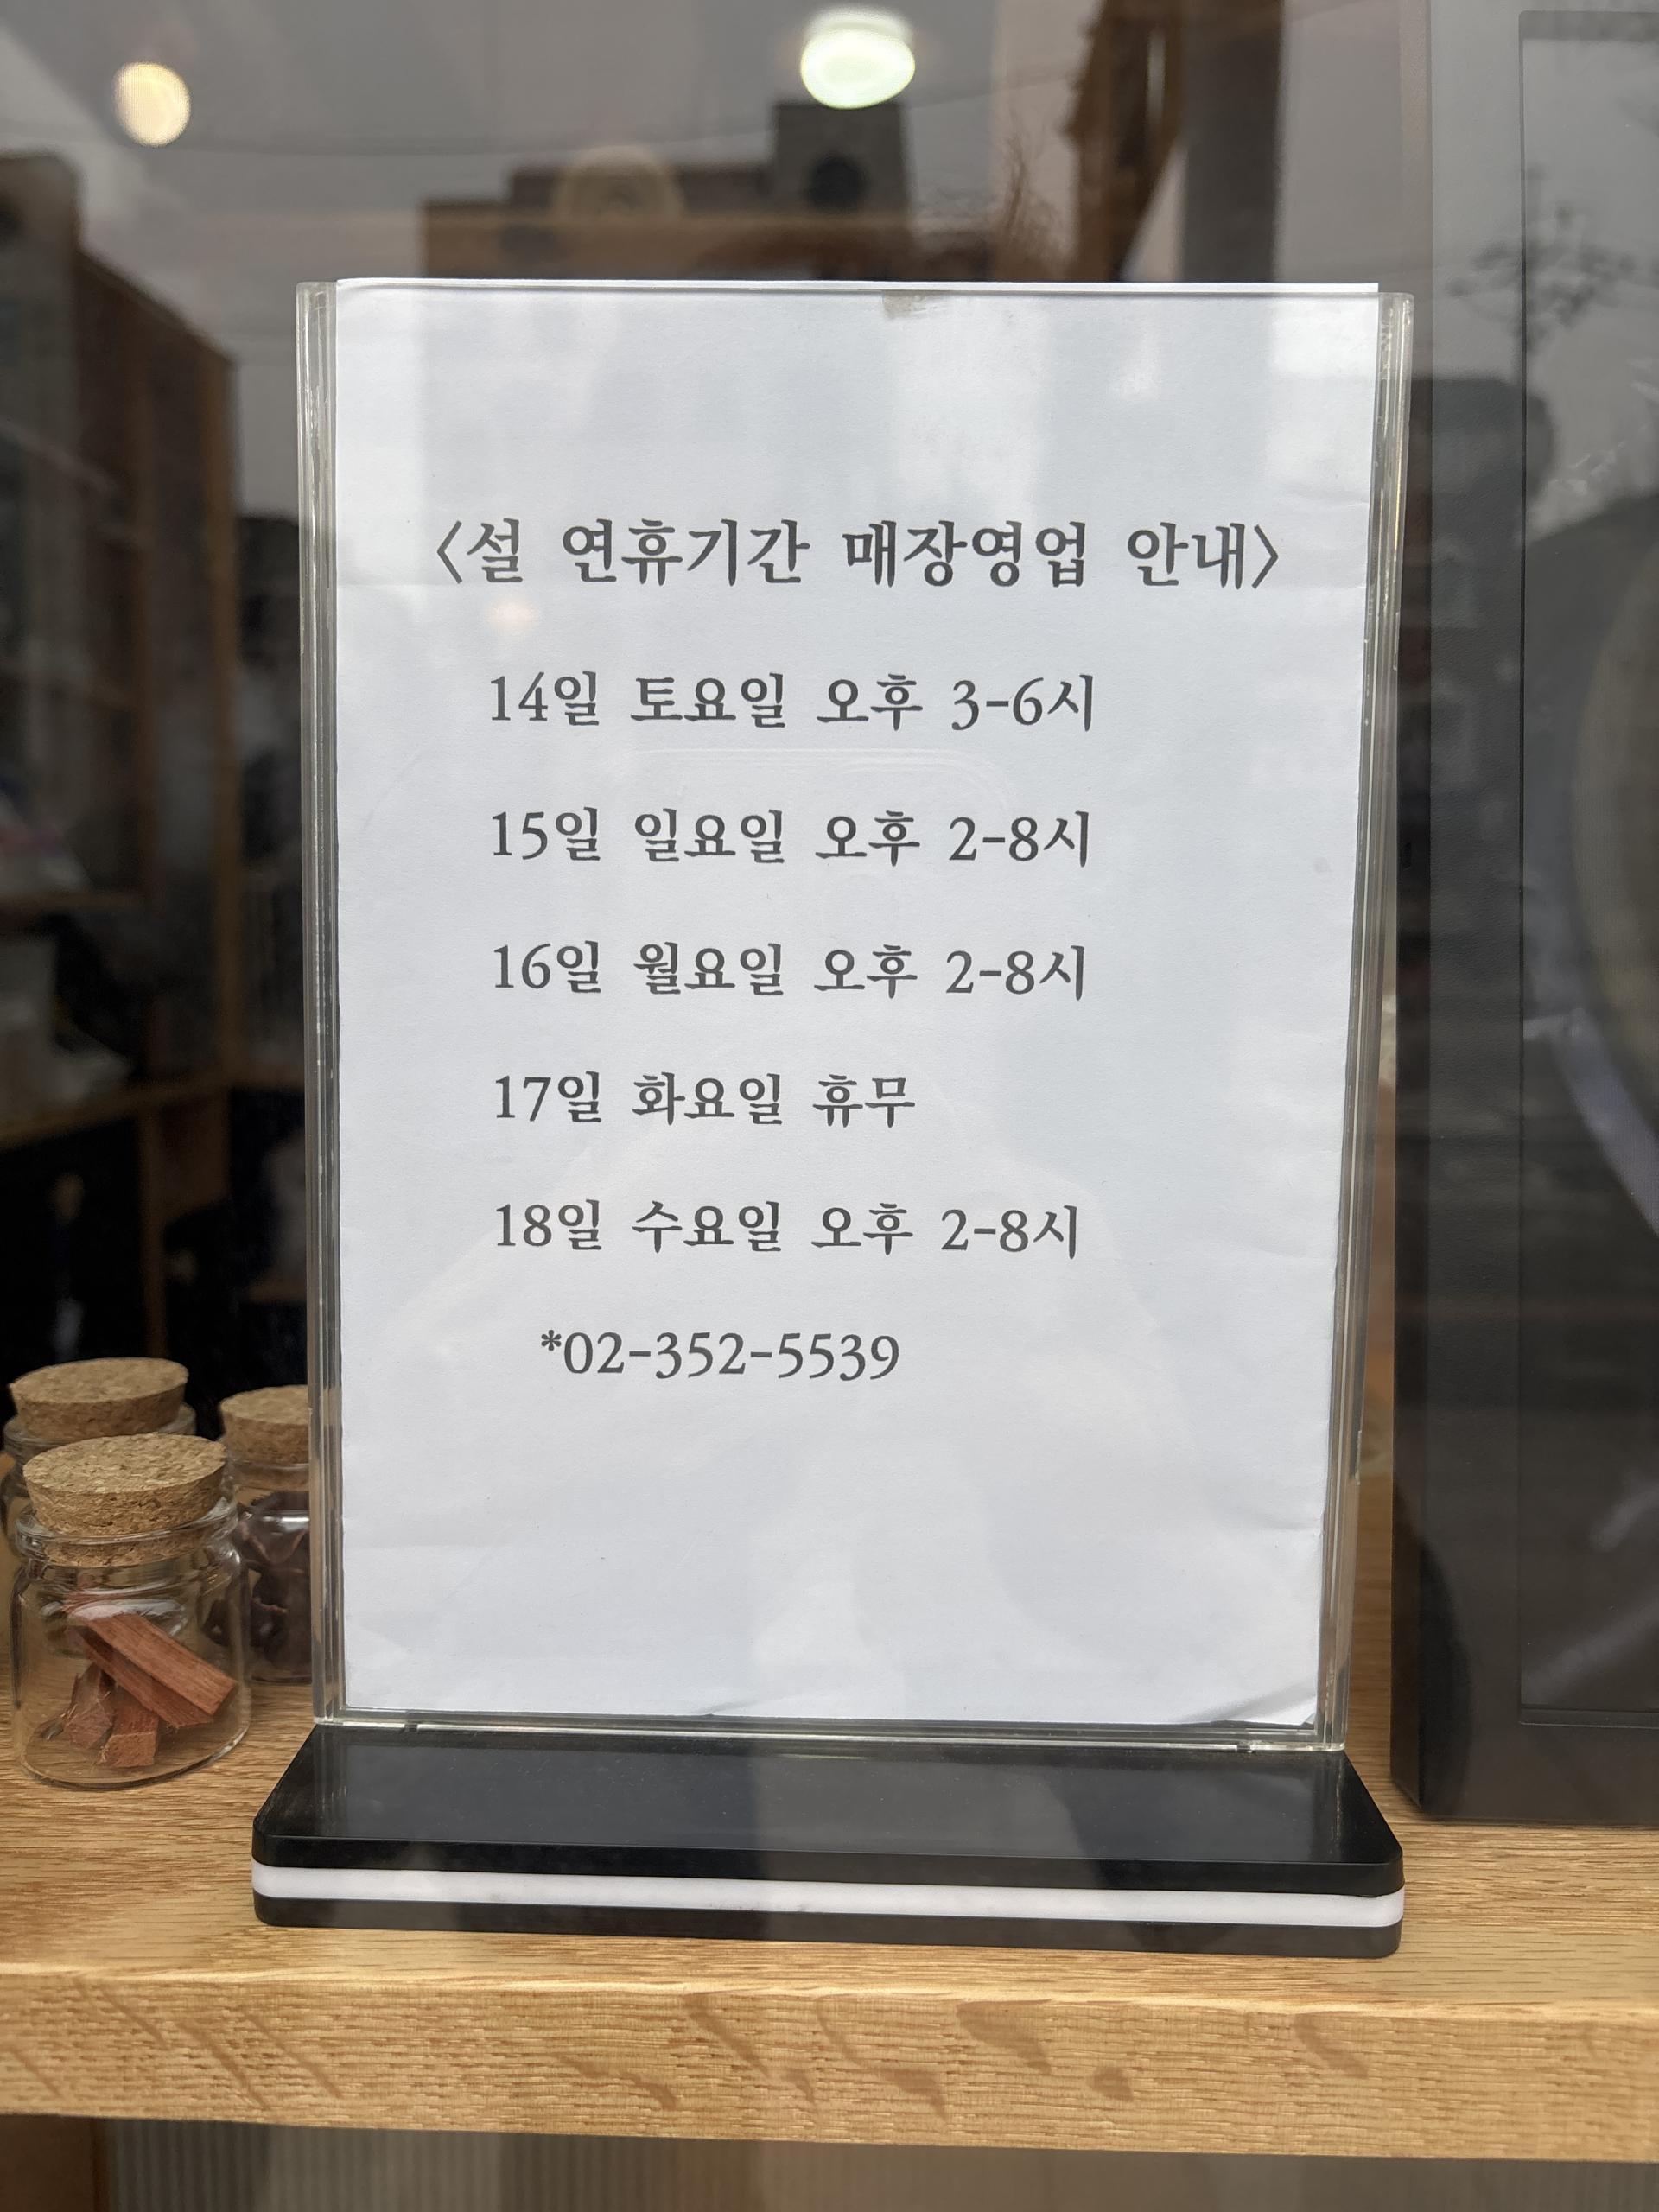 <설 연휴기간 매장영업 안내>
14일 토요일 오후 3-6시
15일 일요일 오후 2-8시
16일 월요일 오후 2-8시
17일 화요일 휴무
18일 수요일 오후 2-8시
*02-352-5539